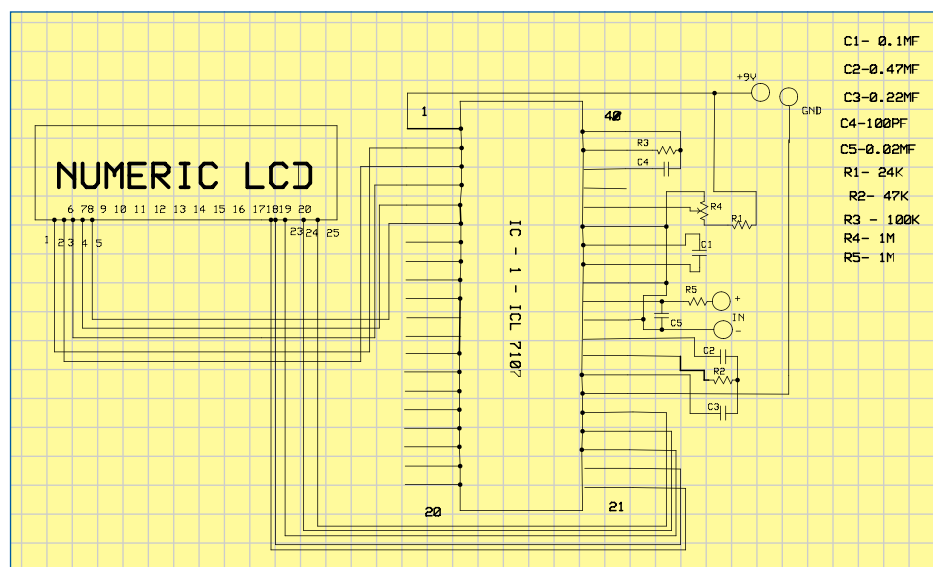 C1- 0.1MF
C2-0.47MF
C3-0.22MF
C4-100PF
C5-0.02MF
R1- 24K
R2- 47K
R3 - 100K
R4- 1M
R5- 1M
+9V
GND
1
40
NUMERIC LCD
6 7 8 9 10 11 12 13 14 15 16 17 18 19 20
1 2 3 4 5
23 24 25
IC - 1 - ICL 7107
R3
C4
R4
R1
C1
R5
+
IN
-
C5
C2
R2
C3
20
21